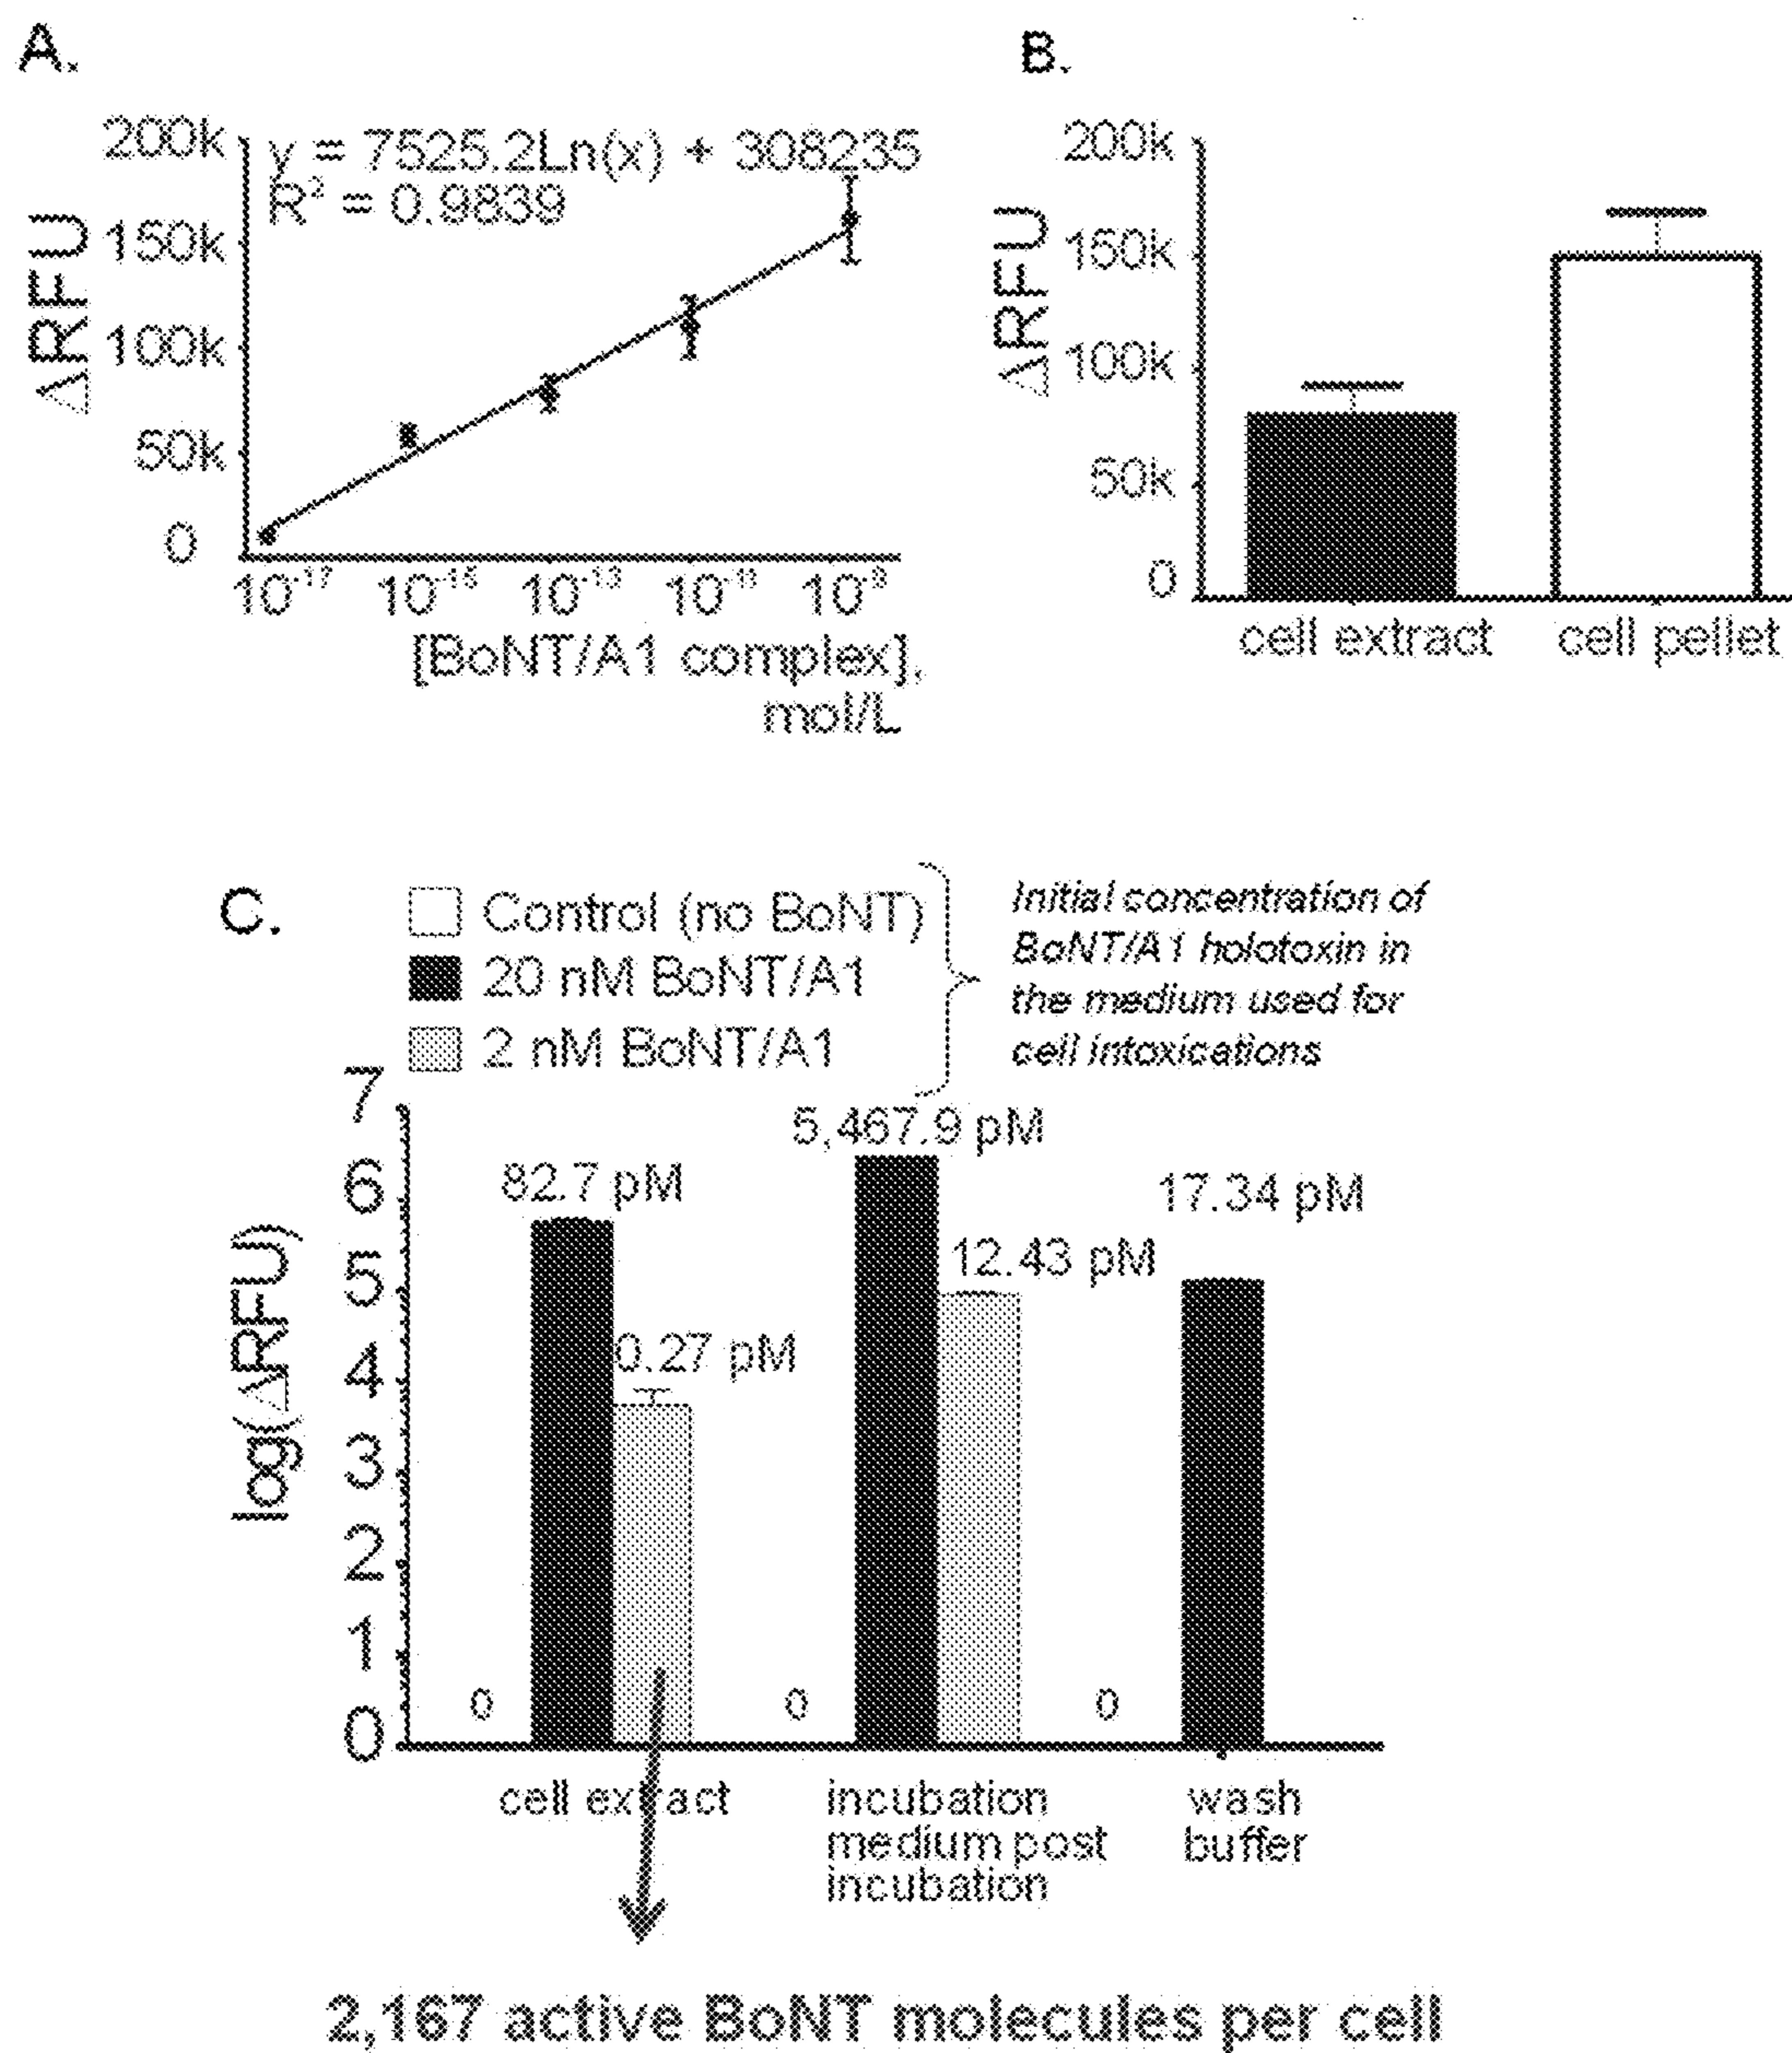 A.
200k
150k
100k
50k
0
ΔRFU
y = 7525.2Ln(x) + 308235
R² = 0.9839
10⁻¹⁷ 10⁻¹⁵ 10⁻¹³ 10⁻¹¹ 10⁻⁹
[BoNT/A1 complex],
mol/L
B.
200k
150k
100k
50k
0
ΔRFU
cell extract cell pellet
C.
Control (no BoNT)
20 nM BoNT/A1
2 nM BoNT/A1
Initial concentration of
BoNT/A1 holotoxin in
the medium used for
cell intoxications
7
6
5
4
3
2
1
0
log(ΔRFU)
82.7 pM
0.27 pM
5,467.9 pM
12.43 pM
17.34 pM
0
0
0
cell extract
incubation
medium post
incubation
wash
buffer
2,167 active BoNT molecules per cell